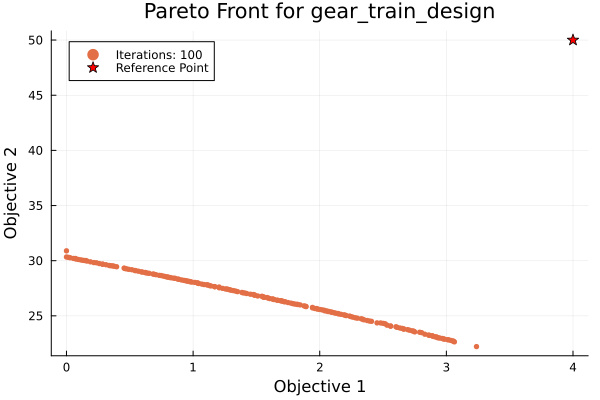 Pareto Front for gear_train_design
Iterations: 100
Reference Point
50
45
40
35
30
25
0
1
2
3
4
Objective 2
Objective 1